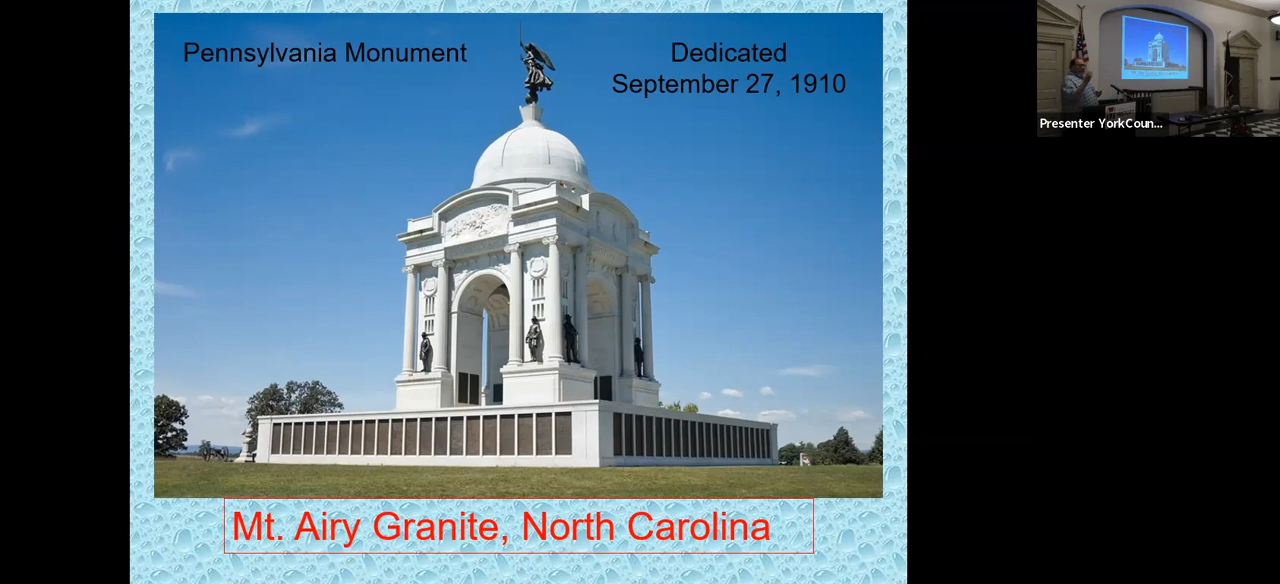 Pennsylvania Monument
Dedicated
September 27, 1910
Mt. Airy Granite, North Carolina
Presenter YorkCoun...